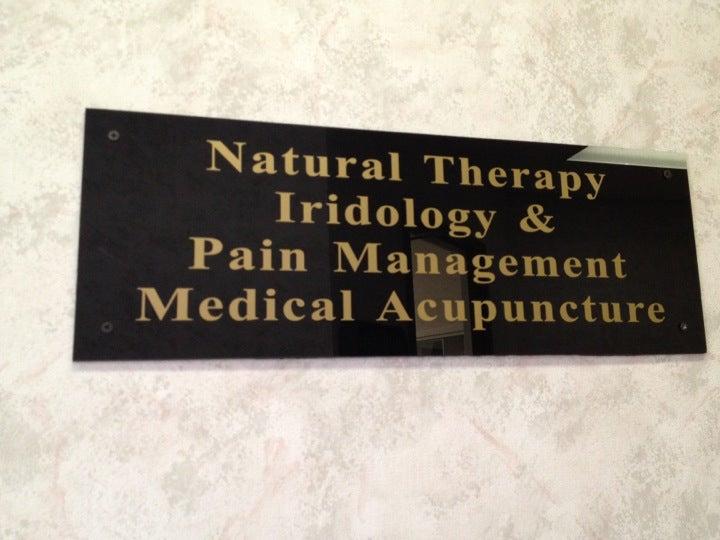 Natural Therapy
Iridology &
Pain Management
Medical Acupuncture